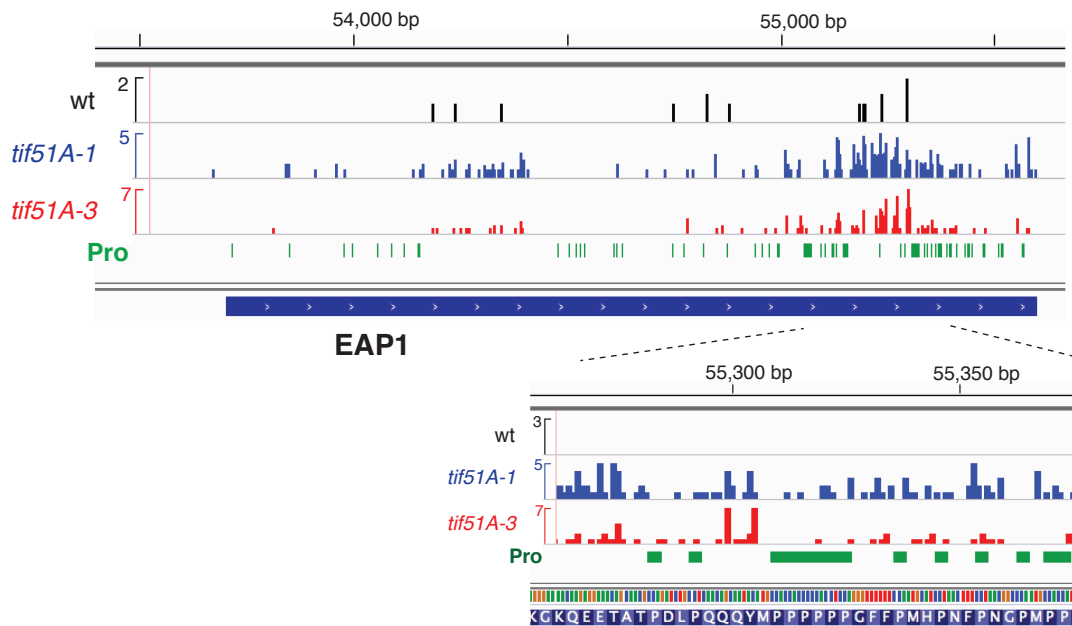 54,000 bp 55,000 bp
wt 2
tif51A-1 5
tif51A-3 7
Pro
EAP1
55,300 bp 55,350 bp
wt 3
tif51A-1 5
tif51A-3 7
Pro
KGKQEETATPDLPQQQYMPPPPPPGFFPMHPNFPNGPMPP